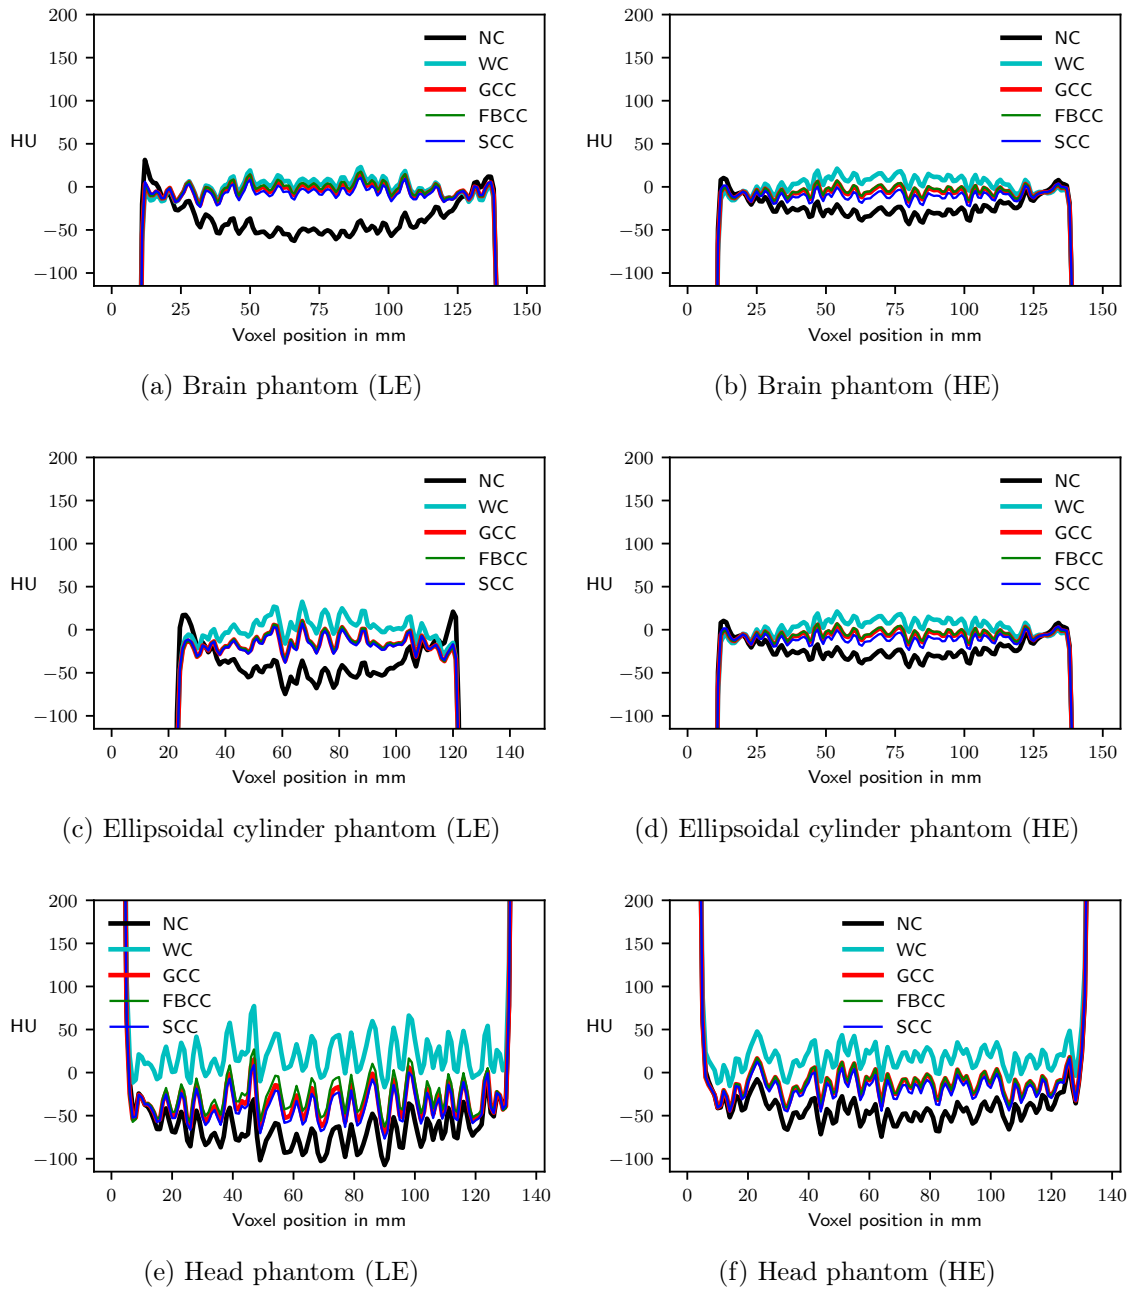 200
150
100
50
0
−50
−100
HU
0 25 50 75 100 125 150
Voxel position in mm
NC
WC
GCC
FBCC
SCC
(a) Brain phantom (LE)
200
150
100
50
0
−50
−100
HU
0 25 50 75 100 125 150
Voxel position in mm
NC
WC
GCC
FBCC
SCC
(b) Brain phantom (HE)
200
150
100
50
0
−50
−100
HU
0 20 40 60 80 100 120 140
Voxel position in mm
NC
WC
GCC
FBCC
SCC
(c) Ellipsoidal cylinder phantom (LE)
200
150
100
50
0
−50
−100
HU
0 25 50 75 100 125 150
Voxel position in mm
NC
WC
GCC
FBCC
SCC
(d) Ellipsoidal cylinder phantom (HE)
200
150
100
50
0
−50
−100
HU
0 20 40 60 80 100 120 140
Voxel position in mm
NC
WC
GCC
FBCC
SCC
(e) Head phantom (LE)
200
150
100
50
0
−50
−100
HU
0 20 40 60 80 100 120 140
Voxel position in mm
NC
WC
GCC
FBCC
SCC
(f) Head phantom (HE)